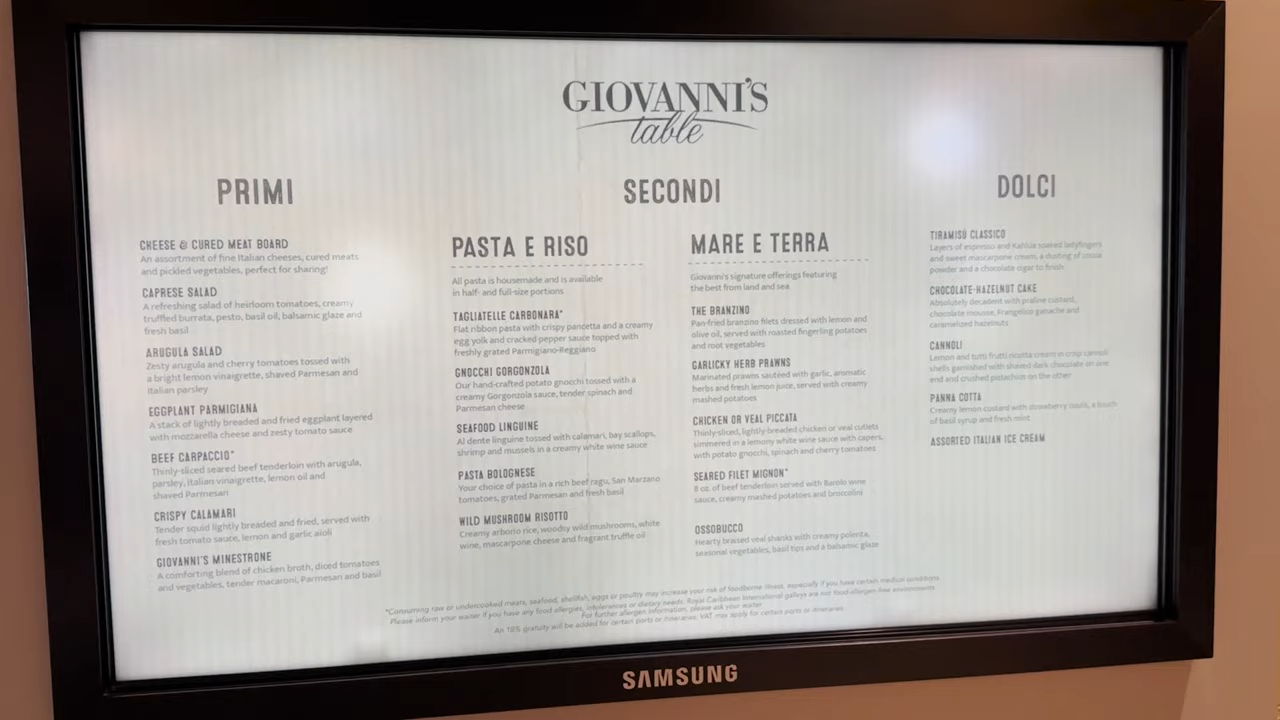 GIOVANNI'S
table
PRIMI
CHEESE & CURED MEAT BOARD
An assortment of fine Italian cheeses, cured meats
and pickled vegetables, perfect for sharing!
CAPRESE SALAD
A refreshing salad of heirloom tomatoes, creamy
truffled burrata, pesto, basil oil, balsamic glaze and
fresh basil
ARUGULA SALAD
Zesty arugula and cherry tomatoes tossed with
a bright lemon vinaigrette, shaved Parmesan and
Italian parsley
EGGPLANT PARMIGIANA
A stack of lightly breaded and fried eggplant layered
with mozzarella cheese and zesty tomato sauce
BEEF CARPACCIO*
Thinly-sliced seared beef tenderloin with arugula,
parsley, Italian vinaigrette, lemon oil and
shaved Parmesan
CRISPY CALAMARI
Tender squid lightly breaded and fried, served with
fresh tomato sauce, lemon and garlic aioli
GIOVANNI'S MINESTRONE
A comforting blend of chicken broth, diced tomatoes
and vegetables, tender macaroni, Parmesan and basil
SECONDI
PASTA E RISO
All pasta is housemade and is available
in half- and full-size portions
TAGLIATELLE CARBONARA*
Flat ribbon pasta with crispy pancetta and a creamy
egg yolk and cracked pepper sauce topped with
freshly grated Parmigiano-Reggiano
GNOCCHI GORGONZOLA
Our hand-crafted potato gnocchi tossed with a
creamy Gorgonzola sauce, tender spinach and
Parmesan cheese
SEAFOOD LINGUINE
Al dente linguine tossed with calamari, bay scallops,
shrimp and mussels in a creamy white wine sauce
PASTA BOLOGNESE
Your choice of pasta in a rich beef ragu, San Marzano
tomatoes, grated Parmesan and fresh basil
WILD MUSHROOM RISOTTO
Creamy arborio rice, woodsy wild mushrooms, white
wine, mascarpone cheese and fragrant truffle oil
MARE E TERRA
Giovanni's signature offerings featuring
the best from land and sea
THE BRANZINO
Pan-fried branzino filets dressed with lemon and
olive oil, served with roasted fingerling potatoes
and root vegetables
GARLICKY HERB PRAWNS
Marinated prawns sautéed with garlic, aromatic
herbs and fresh lemon juice, served with creamy
mashed potatoes
CHICKEN OR VEAL PICCATA
Thinly-sliced, lightly-breaded chicken or veal cutlets
simmered in a lemony white wine sauce with capers,
with potato gnocchi, spinach and cherry tomatoes
SEARED FILET MIGNON*
8 oz. of beef tenderloin served with Barolo wine
sauce, creamy mashed potatoes and broccolini
OSSOBUCCO
Hearty braised veal shanks with creamy polenta,
seasonal vegetables, basil tips and a balsamic glaze
DOLCI
TIRAMISÙ CLASSICO
Layers of espresso and Kahlúa soaked ladyfingers
and sweet mascarpone cream, a dusting of cocoa
powder and a chocolate cigar to finish
CHOCOLATE-HAZELNUT CAKE
Absolutely decadent with praline custard,
chocolate mousse, Frangelico ganache and
caramelized hazelnuts
CANNOLI
Lemon and tutti frutti ricotta cream in crisp cannoli
shells garnished with shaved dark chocolate on one
end and crushed pistachios on the other
PANNA COTTA
Creamy lemon custard with strawberry coulis, a touch
of basil syrup and fresh mint
ASSORTED ITALIAN ICE CREAM
*Consuming raw or undercooked meats, seafood, shellfish, eggs or poultry may increase your risk of foodborne illness, especially if you have certain medical conditions.
Please inform your waiter if you have any food allergies, intolerances or dietary needs. Royal Caribbean International galleys are not food allergen-free environments.
For further allergen information, please ask your waiter.
An 18% gratuity will be added for certain ports or itineraries. VAT may apply for certain ports or itineraries.
SAMSUNG